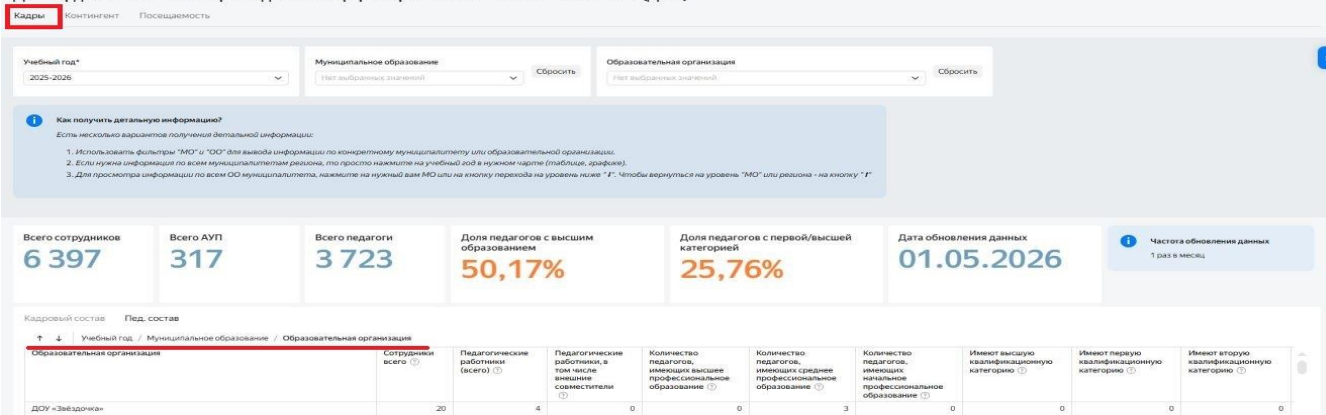 Кадры Контингент Посещаемость
Учебный год* Муниципальное образование Образовательная организация
2025-2026 Нет выбранных значений Сбросить Нет выбранных значений Сбросить
Как получить детальную информацию?
Есть несколько вариантов получения детальной информации:
1. Использовать фильтры "МО" и "ОО" для вывода информации по конкретному муниципалитету или образовательной организации.
2. Если нужна информация по всем муниципалитетам региона, то просто нажмите на учебный год в нужном чарте (таблице, графике).
3. Для просмотра информации по всем ОО муниципалитета, нажмите на нужный вам МО или на кнопку перехода на уровень ниже "↓". Чтобы вернуться на уровень "МО" или региона - на кнопку "↑"
Всего сотрудников
6 397
Всего АУП
317
Всего педагоги
3 723
Доля педагогов с высшим
образованием
50,17%
Доля педагогов с первой/высшей
категорией
25,76%
Дата обновления данных
01.05.2026
Частота обновления данных
1 раз в месяц
Кадровый состав Пед. состав
↑ ↓ Учебный год / Муниципальное образование / Образовательная организация
Образовательная организация
Сотрудники
всего
Педагогические
работники
(всего)
Педагогические
работники, в
том числе
внешние
совместители
Количество
педагогов,
имеющих высшее
профессиональное
образование
Количество
педагогов,
имеющих среднее
профессиональное
образование
Количество
педагогов,
имеющих
начальное
профессиональное
образование
Имеют высшую
квалификационную
категорию
Имеют первую
квалификационную
категорию
Имеют вторую
квалификационную
категорию
ДОУ «Звёздочка» 20 4 0 0 3 0 0 0 0